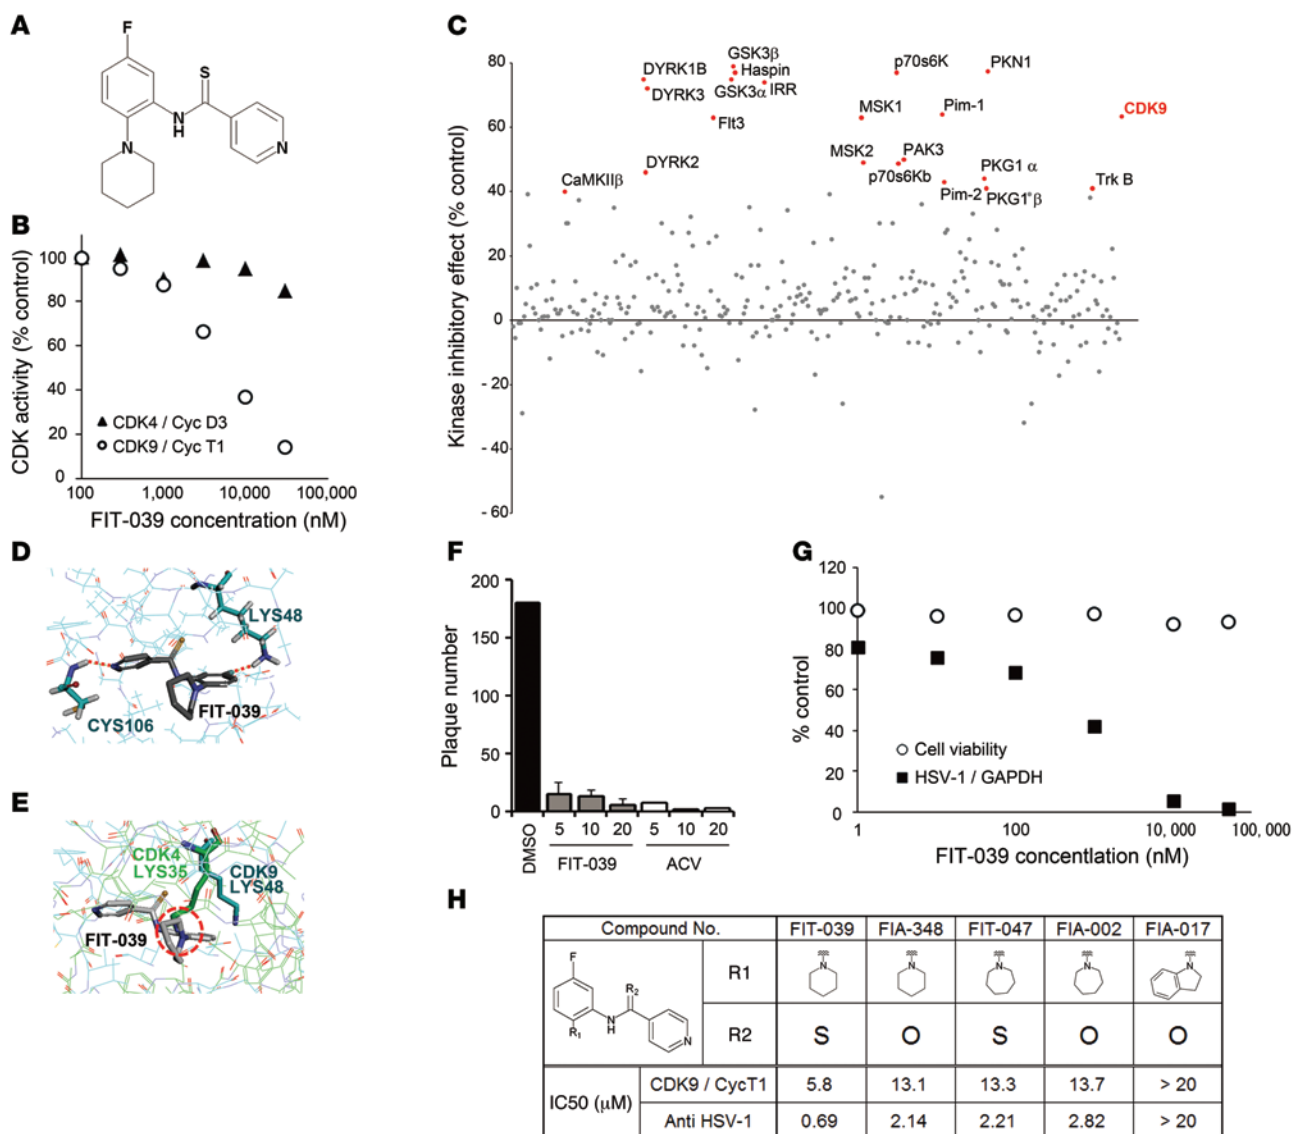 A
F
S
N
H
N
N
B
CDK activity (% control)
100
80
60
40
20
0
CDK4 / Cyc D3
CDK9 / Cyc T1
100 1,000 10,000 100,000
FIT-039 concentration (nM)
C
Kinase inhibitory effect (% control)
80
60
40
20
0
- 20
- 40
- 60
GSK3β
DYRK1B
Haspin
DYRK3
GSK3α
IRR
Flt3
DYRK2
CaMKIIβ
p70s6K
PKN1
MSK1
Pim-1
CDK9
MSK2
PAK3
p70s6Kb
PKG1 α
Pim-2
PKG1 β
Trk B
D
LYS48
FIT-039
CYS106
E
CDK4
LYS35
CDK9
LYS48
FIT-039
F
Plaque number
200
150
100
50
0
DMSO
5 10 20 5 10 20
FIT-039 ACV
G
% control
120
100
80
60
40
20
0
Cell viability
HSV-1 / GAPDH
1 100 10,000 100,000
FIT-039 concentlation (nM)
H
Compound No. FIT-039 FIA-348 FIT-047 FIA-002 FIA-017
F
R₂
N
H
R₁
N
R1
N N N N N
R2 S O S O O
IC50 (μM)
CDK9 / CycT1 5.8 13.1 13.3 13.7 > 20
Anti HSV-1 0.69 2.14 2.21 2.82 > 20